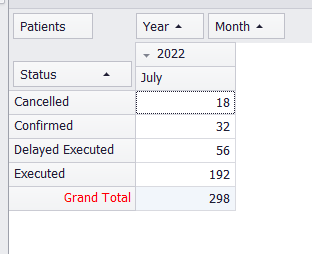 Patients Year Month
2022
Status July
Cancelled 18
Confirmed 32
Delayed Executed 56
Executed 192
Grand Total 298